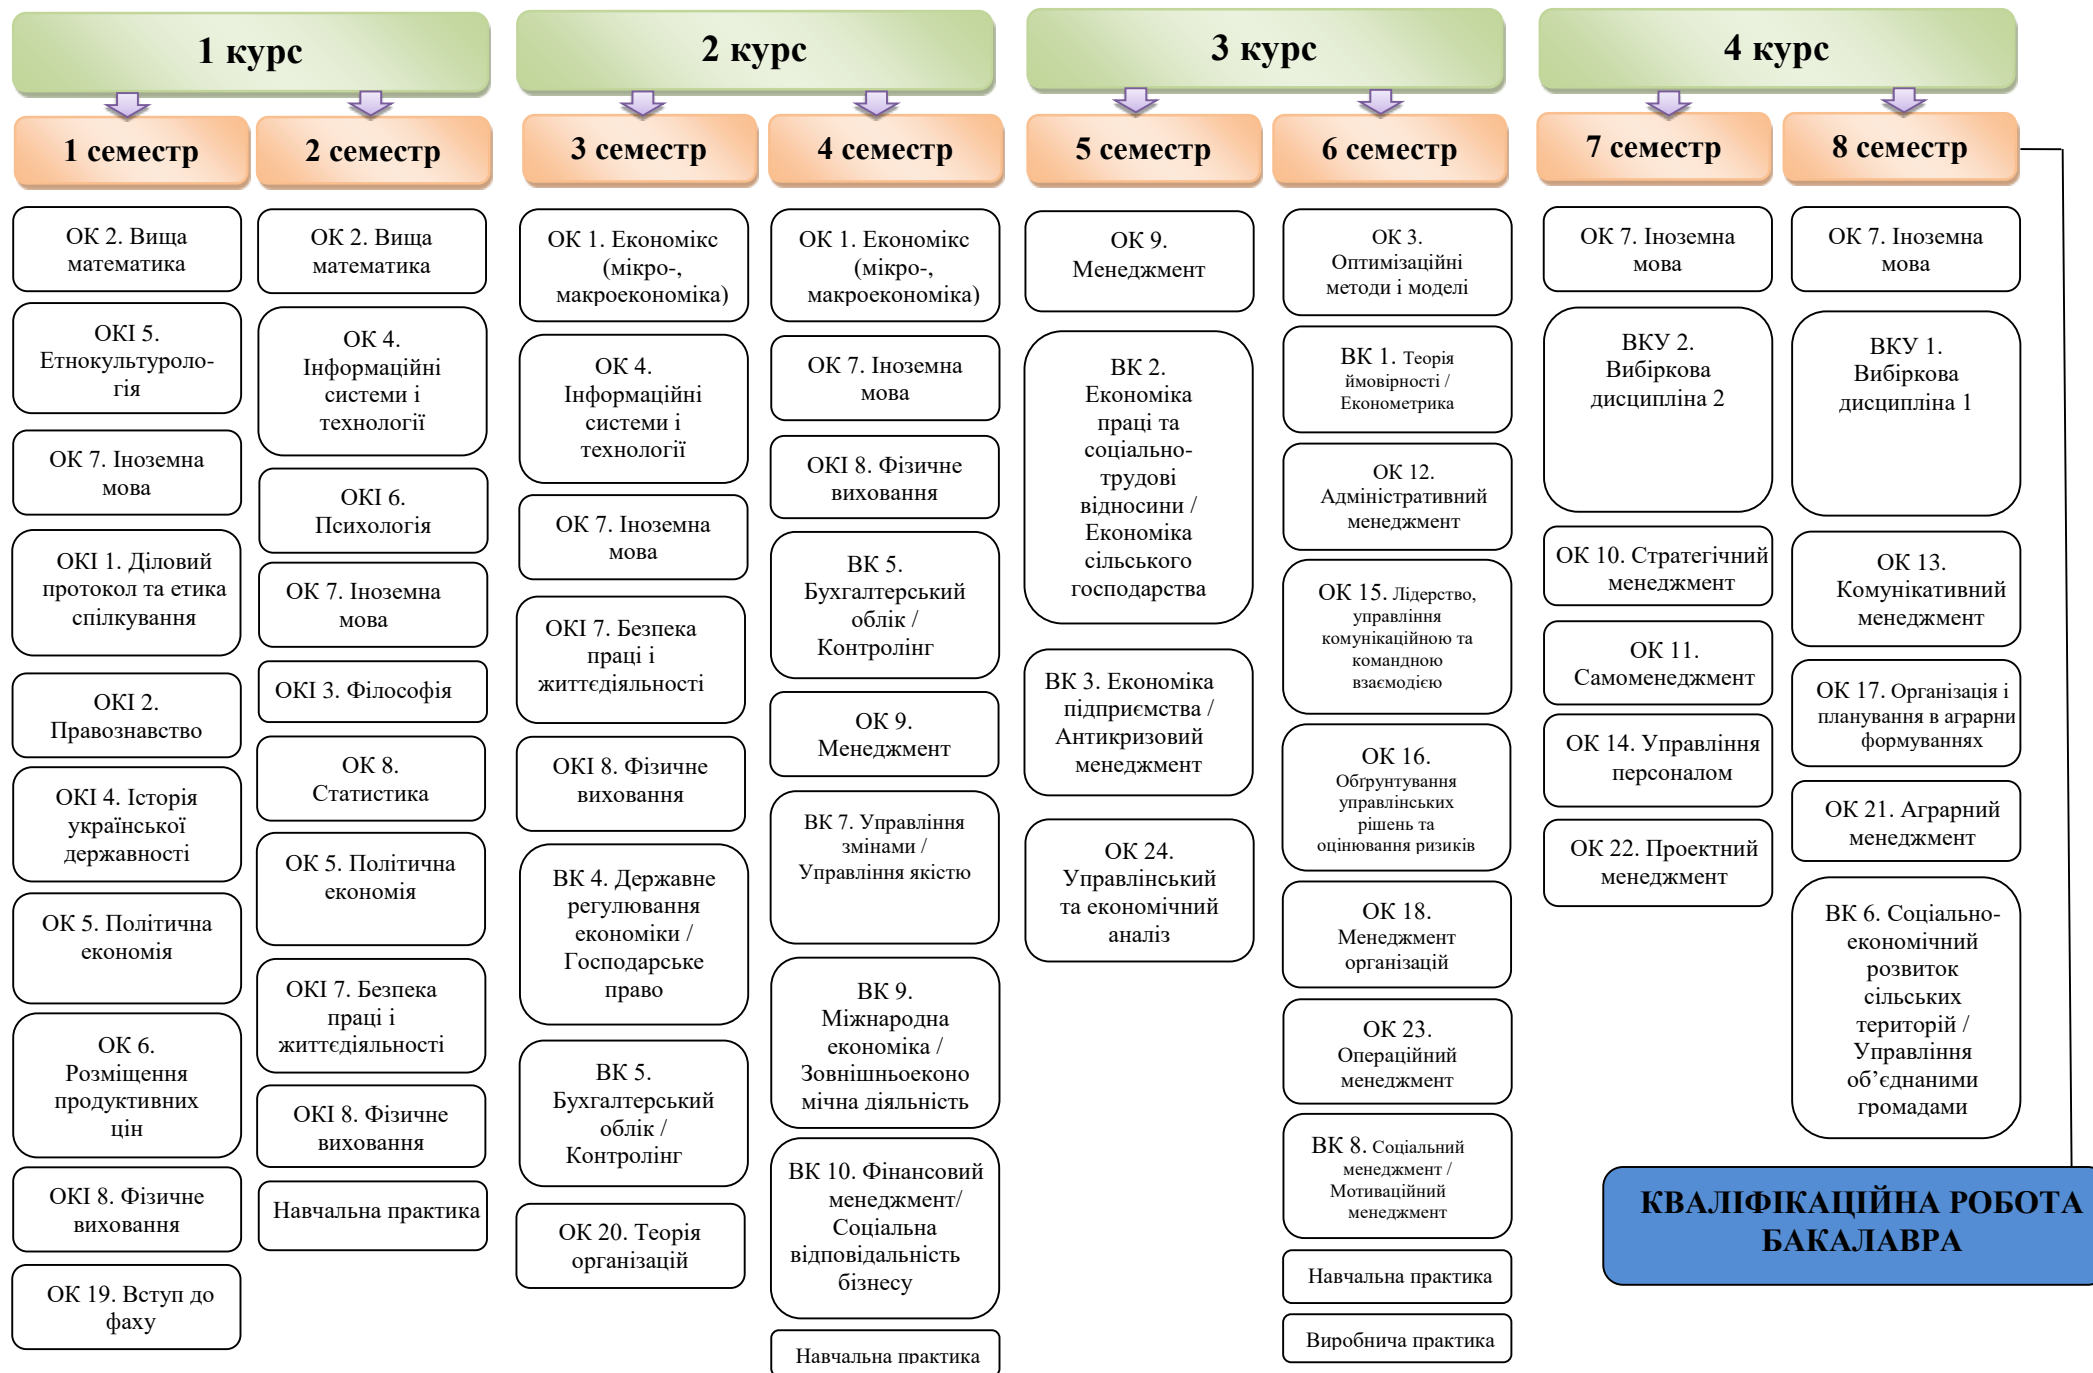 1 курс
2 курс
3 курс
4 курс
1 семестр
2 семестр
3 семестр
4 семестр
5 семестр
6 семестр
7 семестр
8 семестр
ОК 2. Вища
математика
ОКІ 5.
Етнокультуроло-
гія
ОК 7. Іноземна
мова
ОКІ 1. Діловий
протокол та етика
спілкування
ОКІ 2.
Правознавство
ОКІ 4. Історія
української
державності
ОК 5. Політична
економія
ОК 6.
Розміщення
продуктивних
цін
ОКІ 8. Фізичне
виховання
ОК 19. Вступ до
фаху
ОК 2. Вища
математика
ОК 4.
Інформаційні
системи і
технології
ОКІ 6.
Психологія
ОК 7. Іноземна
мова
ОКІ 3. Філософія
ОК 8.
Статистика
ОК 5. Політична
економія
ОКІ 7. Безпека
праці і
життєдіяльності
ОКІ 8. Фізичне
виховання
Навчальна практика
ОК 1. Економікс
(мікро-,
макроекономіка)
ОК 4.
Інформаційні
системи і
технології
ОК 7. Іноземна
мова
ОКІ 7. Безпека
праці і
життєдіяльності
ОКІ 8. Фізичне
виховання
ВК 4. Державне
регулювання
економіки /
Господарське
право
ВК 5.
Бухгалтерський
облік /
Контролінг
ОК 20. Теорія
організацій
ОК 1. Економікс
(мікро-,
макроекономіка)
ОК 7. Іноземна
мова
ОКІ 8. Фізичне
виховання
ВК 5.
Бухгалтерський
облік /
Контролінг
ОК 9.
Менеджмент
ВК 7. Управління
змінами /
Управління якістю
ВК 9.
Міжнародна
економіка /
Зовнішньоеконо
мічна діяльність
ВК 10. Фінансовий
менеджмент/
Соціальна
відповідальність
бізнесу
Навчальна практика
ОК 9.
Менеджмент
ВК 2.
Економіка
праці та
соціально-
трудові
відносини /
Економіка
сільського
господарства
ВК 3. Економіка
підприємства /
Антикризовий
менеджмент
ОК 24.
Управлінський
та економічний
аналіз
ОК 3.
Оптимізаційні
методи і моделі
ВК 1. Теорія
ймовірності /
Економетрика
ОК 12.
Адміністративний
менеджмент
ОК 15. Лідерство,
управління
комунікаційною та
командною
взаємодією
ОК 16.
Обґрунтування
управлінських
рішень та
оцінювання ризиків
ОК 18.
Менеджмент
організацій
ОК 23.
Операційний
менеджмент
ВК 8. Соціальний
менеджмент /
Мотиваційний
менеджмент
Навчальна практика
Виробнича практика
ОК 7. Іноземна
мова
ВКУ 2.
Вибіркова
дисципліна 2
ОК 10. Стратегічний
менеджмент
ОК 11.
Самоменеджмент
ОК 14. Управління
персоналом
ОК 22. Проектний
менеджмент
ОК 7. Іноземна
мова
ВКУ 1.
Вибіркова
дисципліна 1
ОК 13.
Комунікативний
менеджмент
ОК 17. Організація і
планування в аграрни
формуваннях
ОК 21. Аграрний
менеджмент
ВК 6. Соціально-
економічний
розвиток
сільських
територій /
Управління
об’єднаними
громадами
КВАЛІФІКАЦІЙНА РОБОТА
БАКАЛАВРА